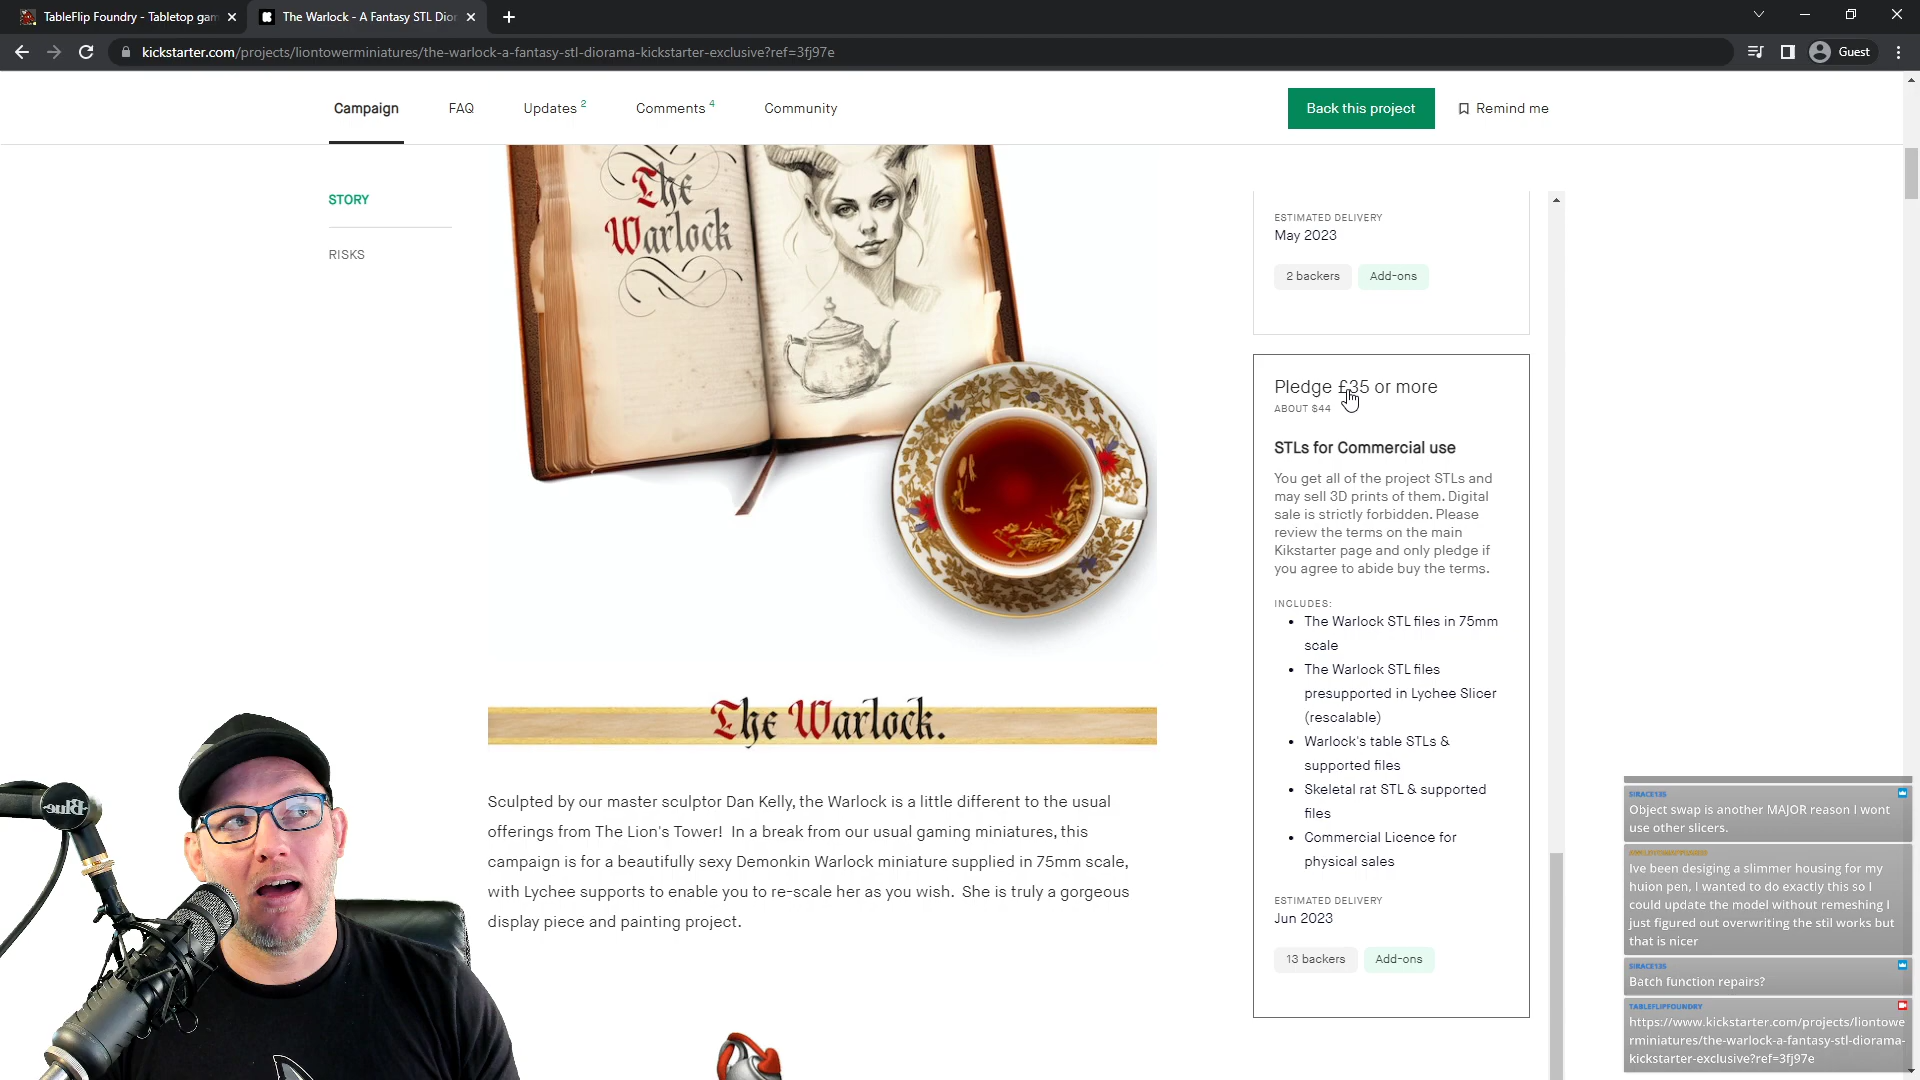 TableFlip Foundry - Tabletop gam
The Warlock - A Fantasy STL Dior
kickstarter.com/projects/liontowerminiatures/the-warlock-a-fantasy-stl-diorama-kickstarter-exclusive?ref=3fj97e
Guest
Campaign
FAQ
Updates 2
Comments 4
Community
Back this project
Remind me
STORY
RISKS
The
Warlock
ESTIMATED DELIVERY
May 2023
2 backers
Add-ons
Pledge £35 or more
ABOUT $44
STLs for Commercial use
You get all of the project STLs and
may sell 3D prints of them. Digital
sale is strictly forbidden. Please
review the terms on the main
Kikstarter page and only pledge if
you agree to abide buy the terms.
INCLUDES:
The Warlock STL files in 75mm
scale
The Warlock STL files
presupported in Lychee Slicer
(rescalable)
Warlock's table STLs &
supported files
Skeletal rat STL & supported
files
Commercial Licence for
physical sales
ESTIMATED DELIVERY
Jun 2023
13 backers
Add-ons
The Warlock.
Sculpted by our master sculptor Dan Kelly, the Warlock is a little different to the usual
offerings from The Lion's Tower! In a break from our usual gaming miniatures, this
campaign is for a beautifully sexy Demonkin Warlock miniature supplied in 75mm scale,
with Lychee supports to enable you to re-scale her as you wish. She is truly a gorgeous
display piece and painting project.
Blue
SIRACE135
Object swap is another MAJOR reason I wont
use other slicers.
Ive been desiging a slimmer housing for my
huion pen, I wanted to do exactly this so I
could update the model without remeshing I
just figured out overwriting the stil works but
that is nicer
SIRACE135
Batch function repairs?
TABLEFLIPFOUNDRY
https://www.kickstarter.com/projects/liontowe
rminiatures/the-warlock-a-fantasy-stl-diorama-
kickstarter-exclusive?ref=3fj97e